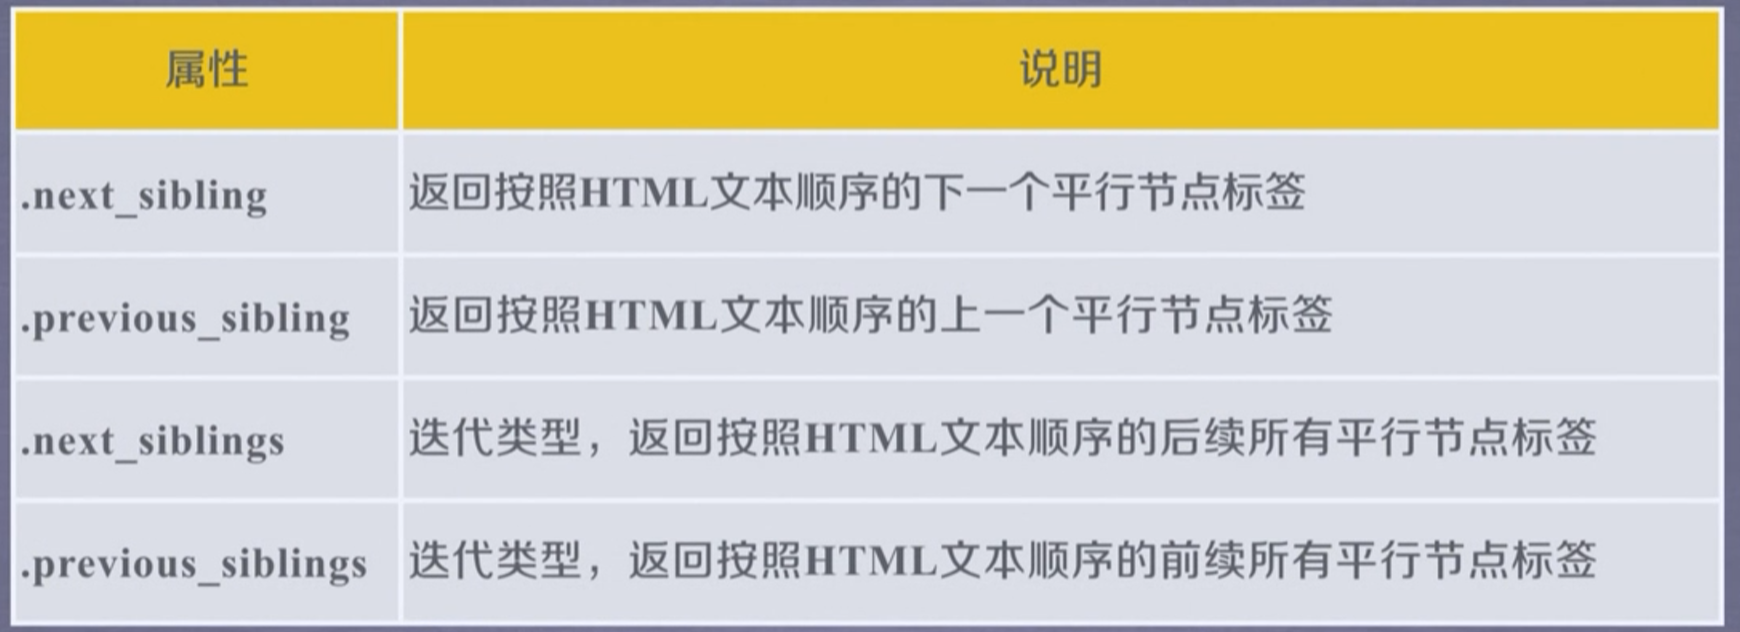 属性 说明
.next_sibling 返回按照HTML文本顺序的下一个平行节点标签
.previous_sibling 返回按照HTML文本顺序的上一个平行节点标签
.next_siblings 迭代类型，返回按照HTML文本顺序的后续所有平行节点标签
.previous_siblings 迭代类型，返回按照HTML文本顺序的前续所有平行节点标签